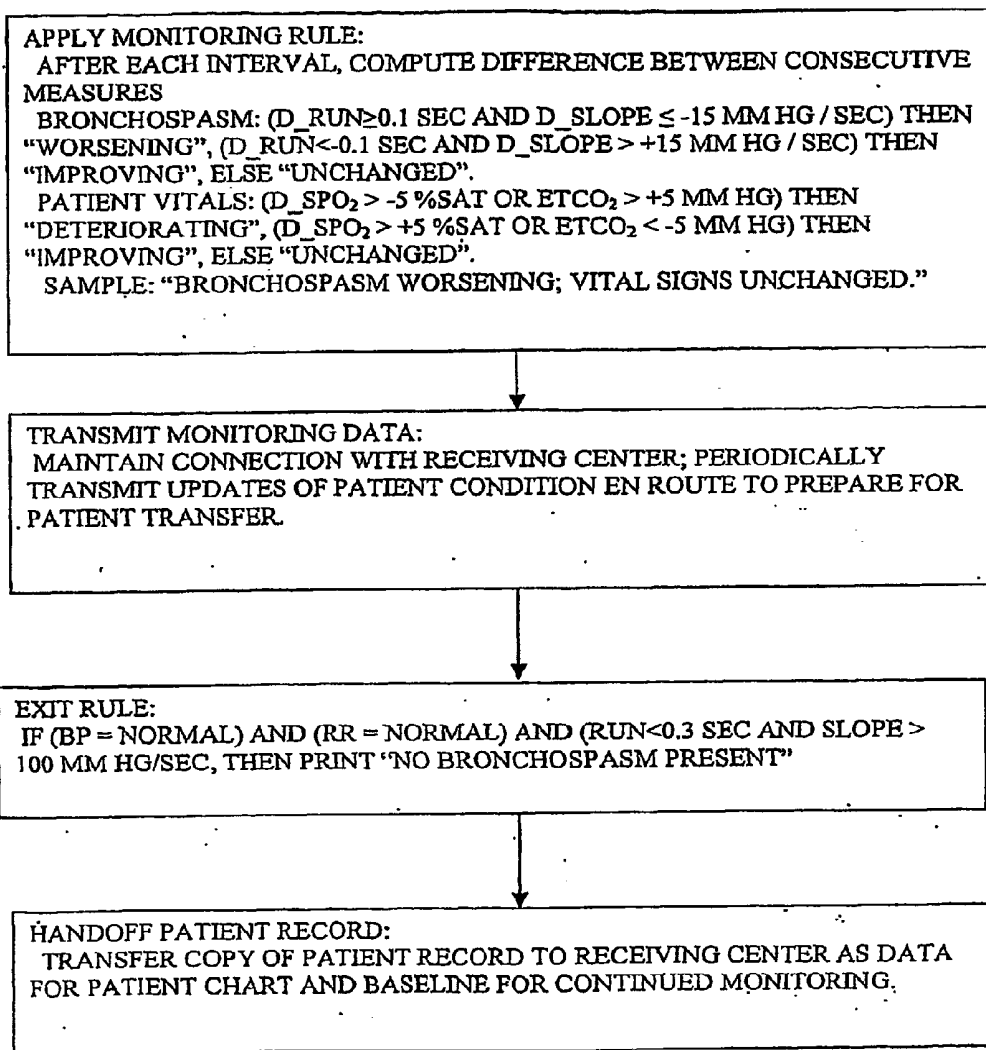 APPLY MONITORING RULE:
AFTER EACH INTERVAL, COMPUTE DIFFERENCE BETWEEN CONSECUTIVE
MEASURES
BRONCHOSPASM: (D_RUN≥0.1 SEC AND D_SLOPE ≤ -15 MM HG / SEC) THEN
"WORSENING", (D_RUN<-0.1 SEC AND D_SLOPE > +15 MM HG / SEC) THEN
"IMPROVING", ELSE "UNCHANGED".
PATIENT VITALS: (D_SPO₂ > -5 %SAT OR ETCO₂ > +5 MM HG) THEN
"DETERIORATING", (D_SPO₂ > +5 %SAT OR ETCO₂ < -5 MM HG) THEN
"IMPROVING", ELSE "UNCHANGED".
SAMPLE: "BRONCHOSPASM WORSENING; VITAL SIGNS UNCHANGED."
TRANSMIT MONITORING DATA:
MAINTAIN CONNECTION WITH RECEIVING CENTER; PERIODICALLY
TRANSMIT UPDATES OF PATIENT CONDITION EN ROUTE TO PREPARE FOR
PATIENT TRANSFER.
EXIT RULE:
IF (BP = NORMAL) AND (RR = NORMAL) AND (RUN<0.3 SEC AND SLOPE >
100 MM HG/SEC, THEN PRINT "NO BRONCHOSPASM PRESENT"
HANDOFF PATIENT RECORD:
TRANSFER COPY OF PATIENT RECORD TO RECEIVING CENTER AS DATA
FOR PATIENT CHART AND BASELINE FOR CONTINUED MONITORING.